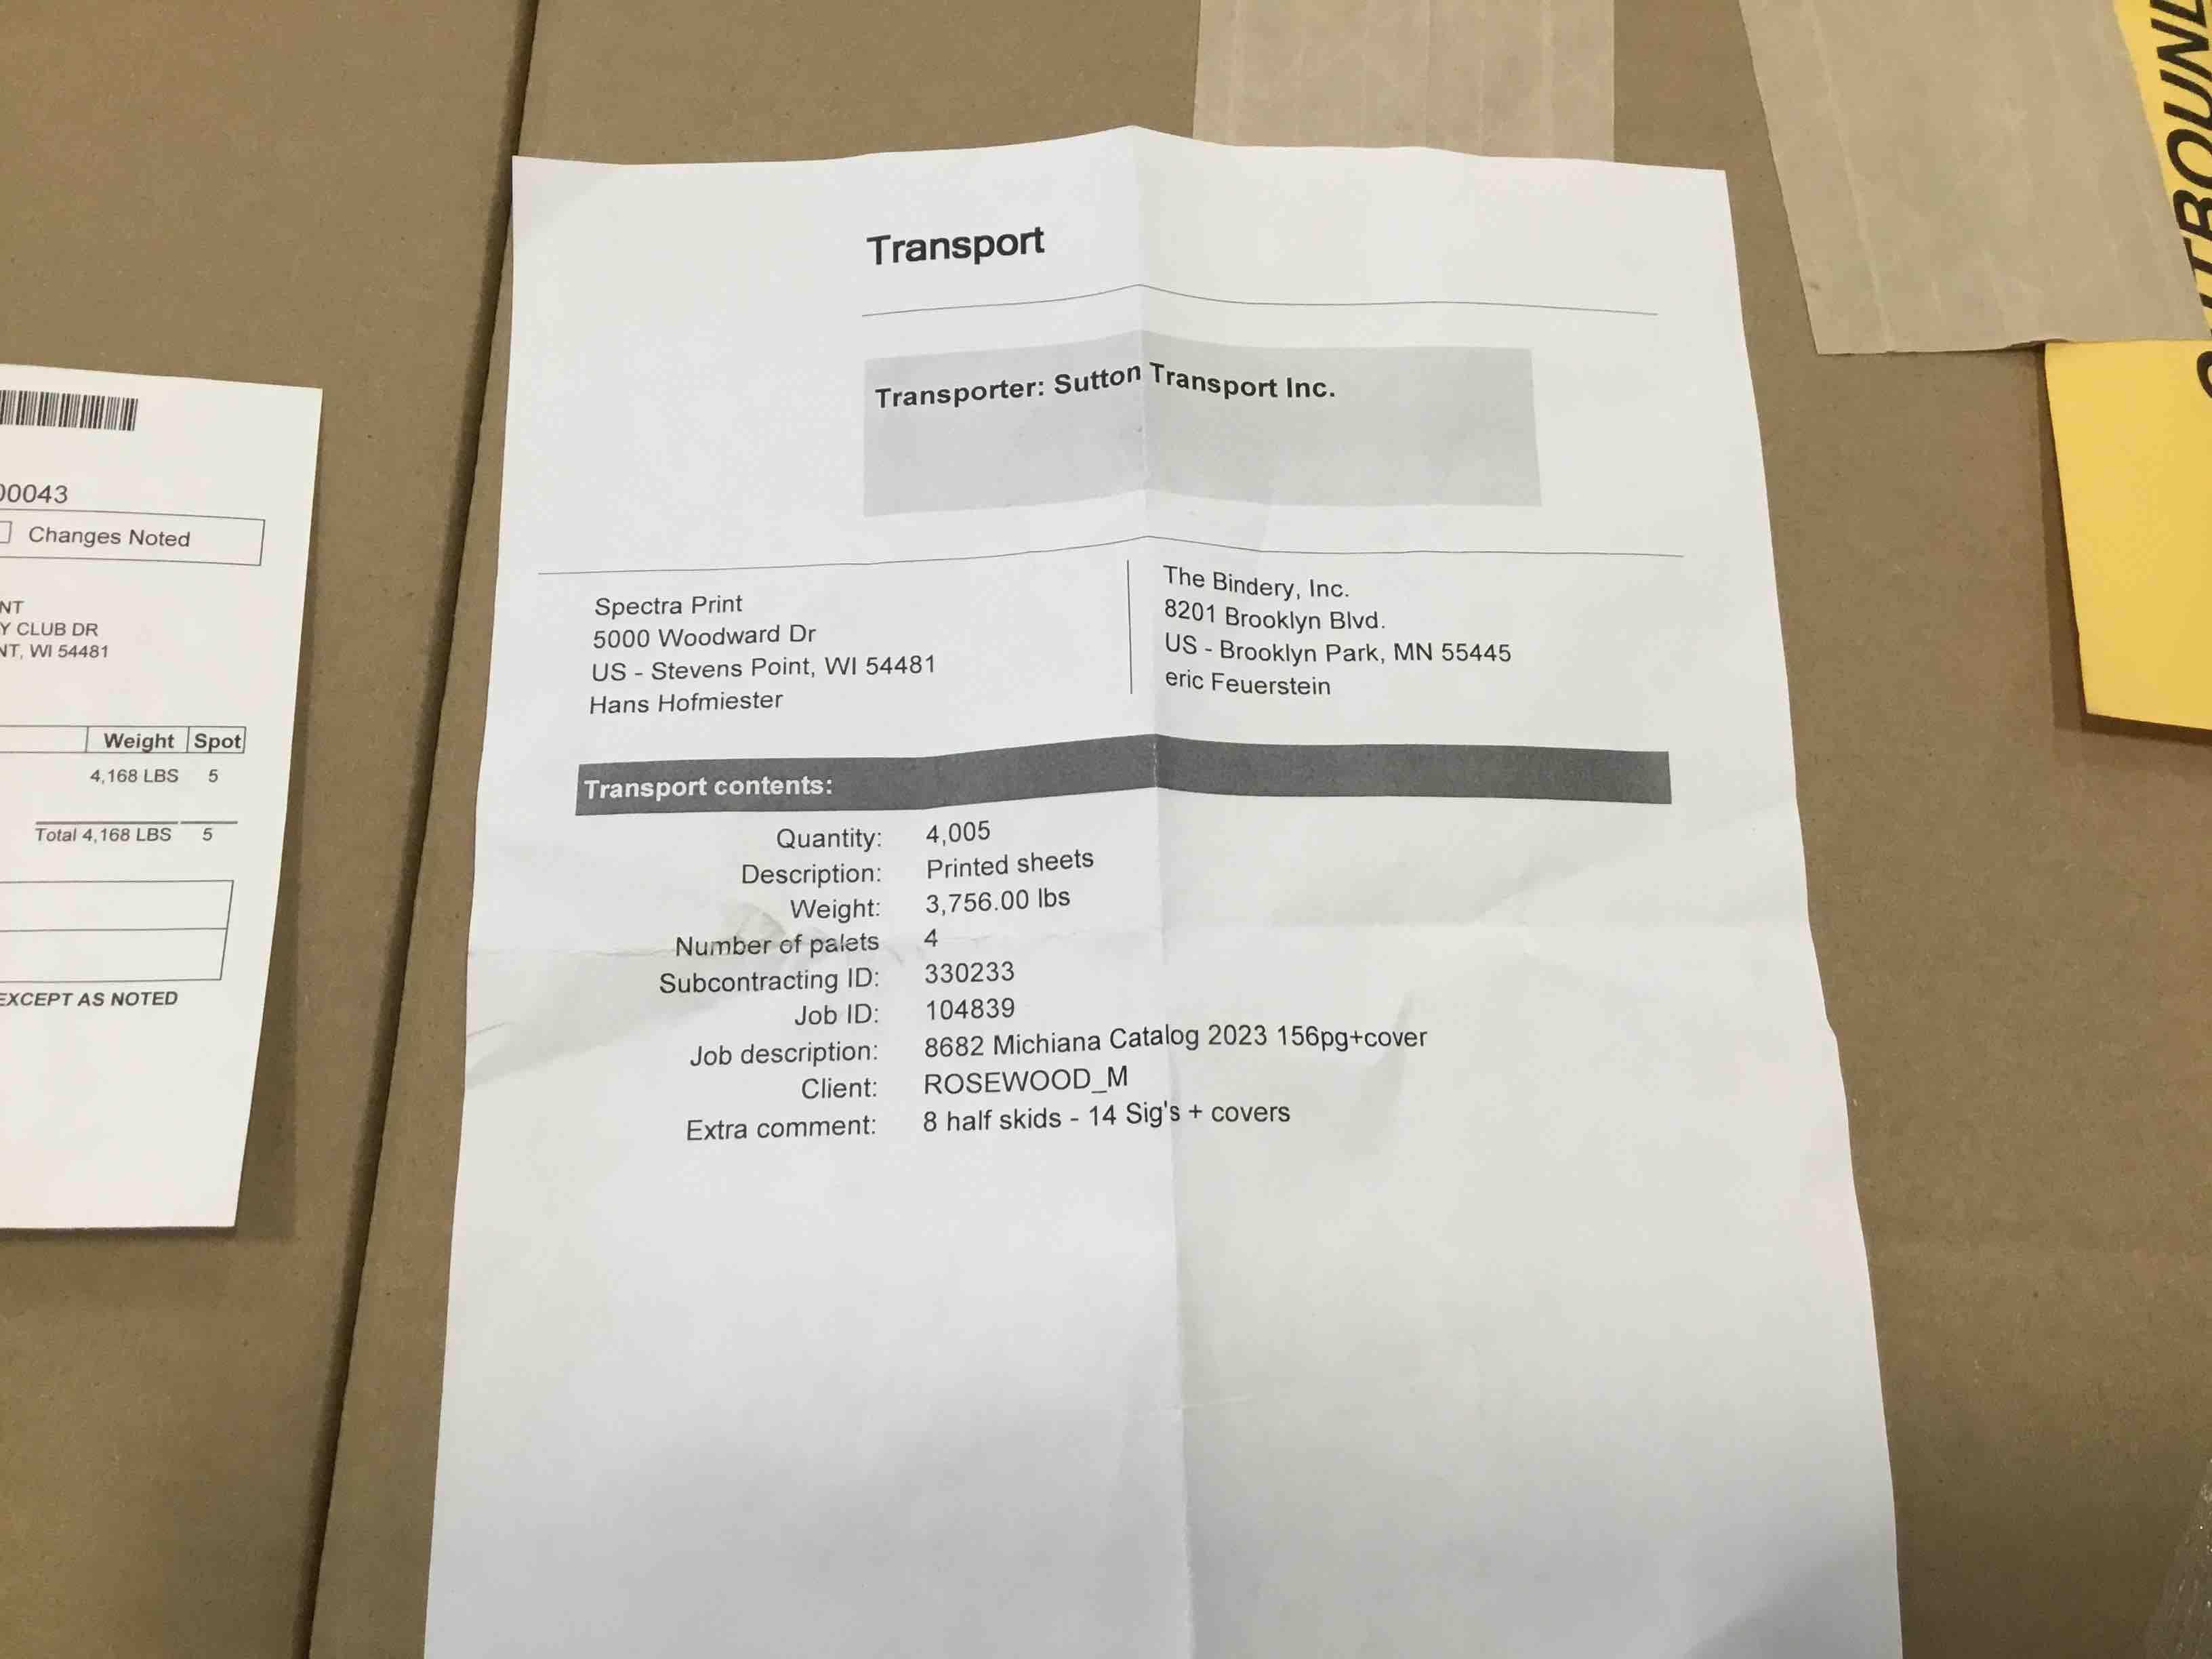 00043
Changes Noted
NT
Y CLUB DR
NT, WI 54481
Weight Spot
4,168 LBS 5
Total 4,168 LBS 5
EXCEPT AS NOTED
Transport
Transporter: Sutton Transport Inc.
Spectra Print
5000 Woodward Dr
US - Stevens Point, WI 54481
Hans Hofmiester
The Bindery, Inc.
8201 Brooklyn Blvd.
US - Brooklyn Park, MN 55445
eric Feuerstein
Transport contents:
Quantity: 4,005
Description: Printed sheets
Weight: 3,756.00 lbs
Number of palets 4
Subcontracting ID: 330233
Job ID: 104839
Job description: 8682 Michiana Catalog 2023 156pg+cover
Client: ROSEWOOD_M
Extra comment: 8 half skids - 14 Sig's + covers